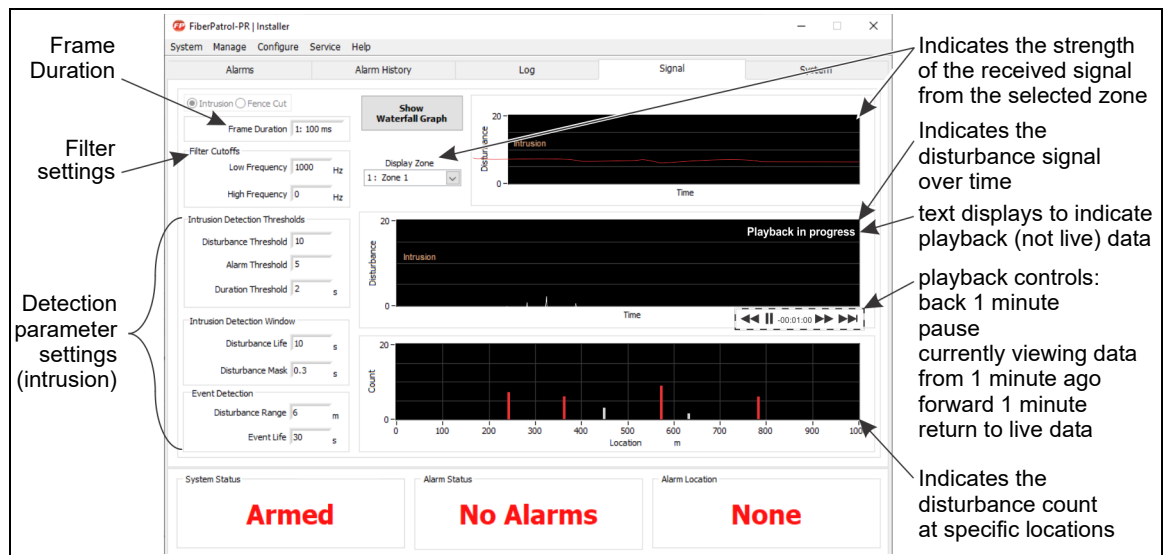 FiberPatrol-PR | Installer
System Manage Configure Service Help
Alarms
Alarm History
Log
Signal
System
Intrusion
Fence Cut
Frame Duration 1: 100 ms
Filter Cutoffs
Low Frequency 1000 Hz
High Frequency 0 Hz
Intrusion Detection Thresholds
Disturbance Threshold 10
Alarm Threshold 5
Duration Threshold 2 s
Intrusion Detection Window
Disturbance Life 10 s
Disturbance Mask 0.3 s
Event Detection
Disturbance Range 6 m
Event Life 30 s
Show
Waterfall Graph
Display Zone
1: Zone 1
20
Disturbance
Intrusion
0
Time
20
Disturbance
Playback in progress
Intrusion
0
Time
-00:01:00
20
Count
0
0 100 200 300 400 500 600 700 800 900 1000
Location m
System Status
Armed
Alarm Status
No Alarms
Alarm Location
None
Frame
Duration
Filter
settings
Detection
parameter
settings
(intrusion)
Indicates the strength
of the received signal
from the selected zone
Indicates the
disturbance signal
over time
text displays to indicate
playback (not live) data
playback controls:
back 1 minute
pause
currently viewing data
from 1 minute ago
forward 1 minute
return to live data
Indicates the
disturbance count
at specific locations